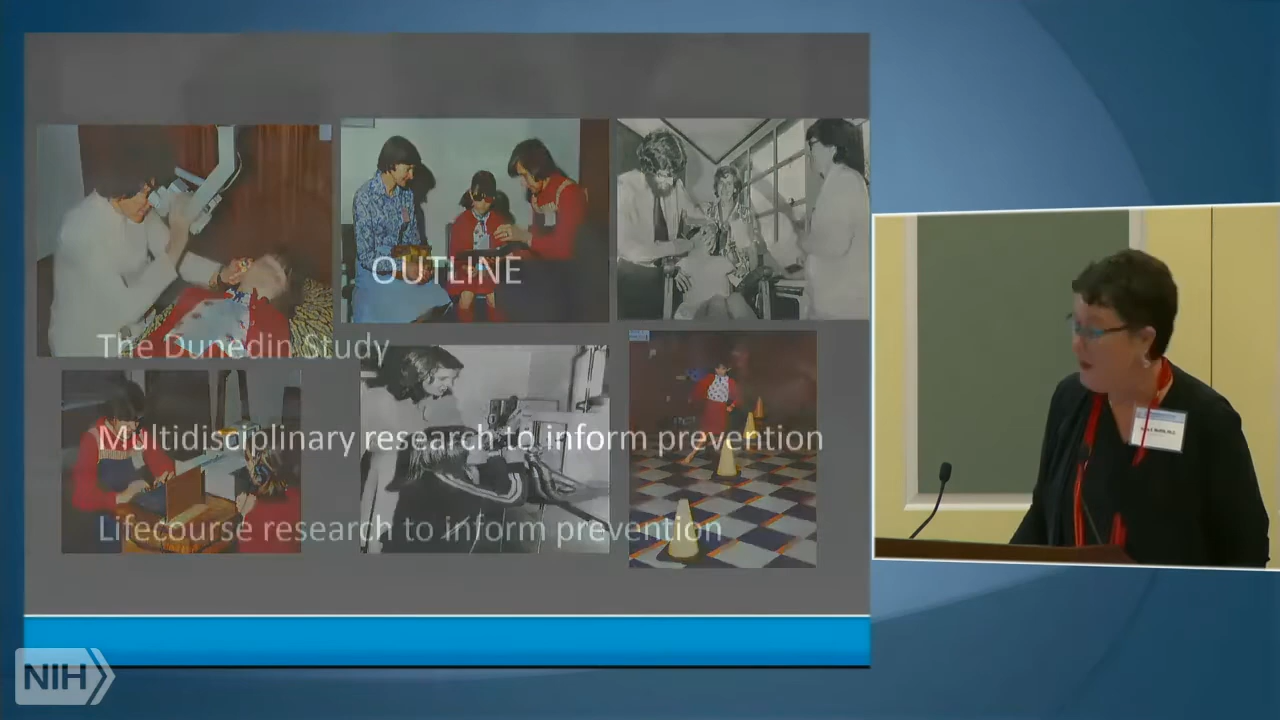 OUTLINE
The Dunedin Study
Multidisciplinary research to inform prevention
Lifecourse research to inform prevention
NIH